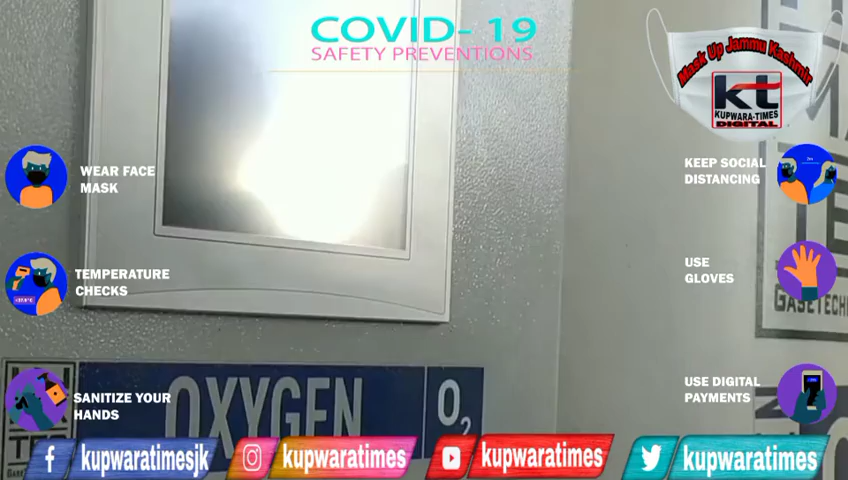 COVID- 19
SAFETY PREVENTIONS
Mask Up Jammu Kashmir
kt
KUPWARA-TIMES
DIGITAL
WEAR FACE
MASK
KEEP SOCIAL
DISTANCING
TEMPERATURE
CHECKS
USE
GLOVES
SANITIZE YOUR
HANDS
USE DIGITAL
PAYMENTS
GASETECH
OXYGEN
O2
kupwaratimesjk
kupwaratimes
kupwaratimes
kupwaratimes